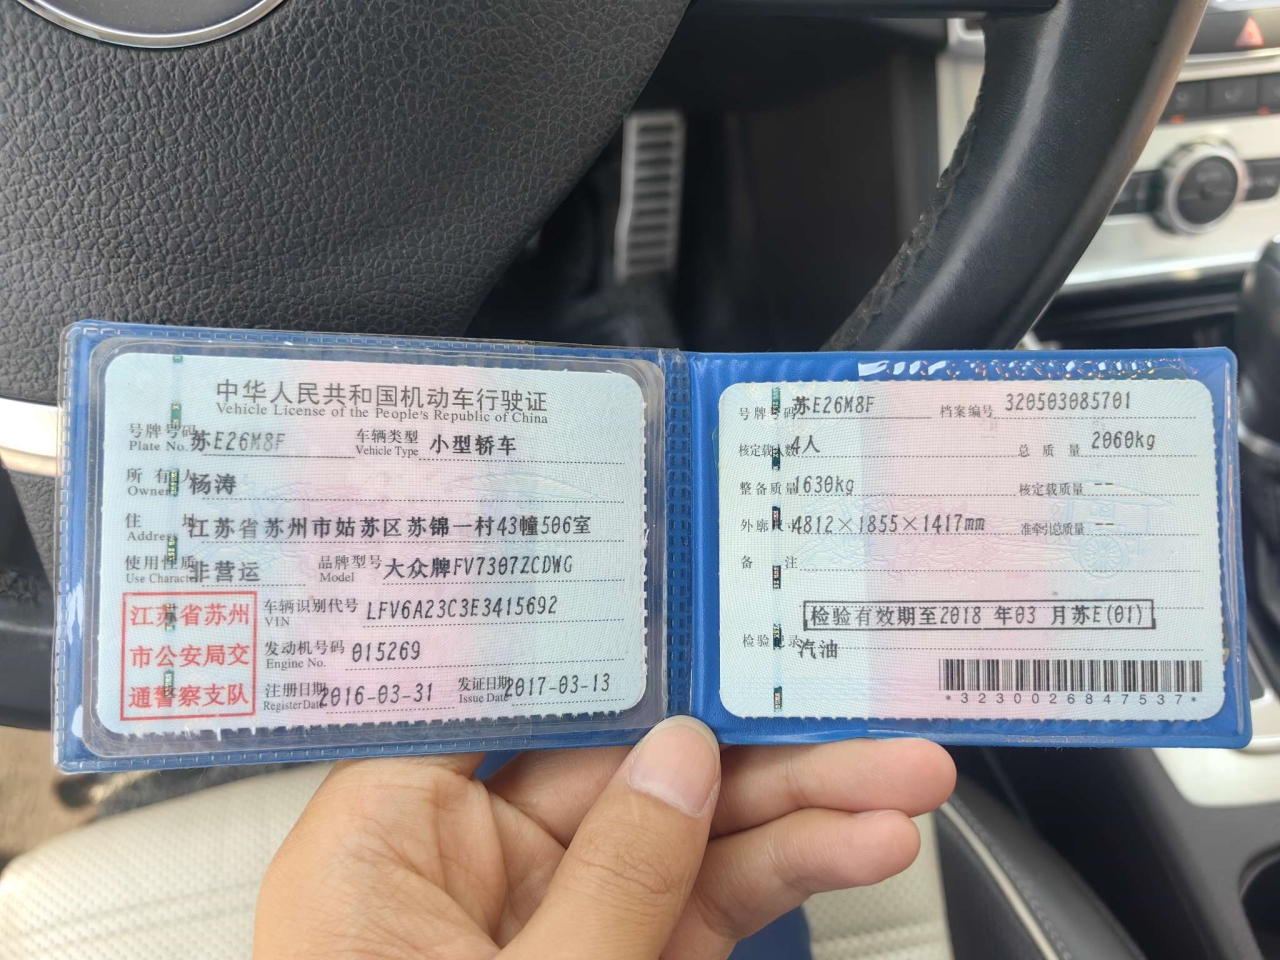 中华人民共和国机动车行驶证
Vehicle License of the People's Republic of China
号牌号码 苏E26M8F 车辆类型 小型轿车
Plate No. Vehicle Type
所有人 杨涛
Owner
住址 江苏省苏州市姑苏区苏锦一村43幢506室
Address
使用性质 非营运 品牌型号 大众牌FV7307ZCDWG
Use Character Model
江苏省苏州
市公安局交
通警察支队
车辆识别代号 LFV6A23C3E3415692
VIN
发动机号码 015269
Engine No.
注册日期 2016-03-31 发证日期 2017-03-13
Register Date Issue Date
号牌号码 苏E26M8F 档案编号 320503085701
核定载人数 4人 总质量 2060kg
整备质量 1630kg 核定载质量 --
外廓尺寸 4812×1855×1417mm 准牵引总质量 --
备注
检验有效期至2018 年03 月苏E(01)
检验记录 汽油
*3230026847537*